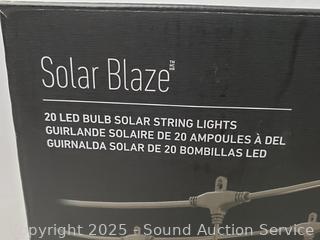 Solar Blaze
20 LED BULB SOLAR STRING LIGHTS
GUIRLANDE SOLAIRE DE 20 AMPOULES À DEL
GUIRNALDA SOLAR DE 20 BOMBILLAS LED
Copyright 2025 - Sound Auction Service